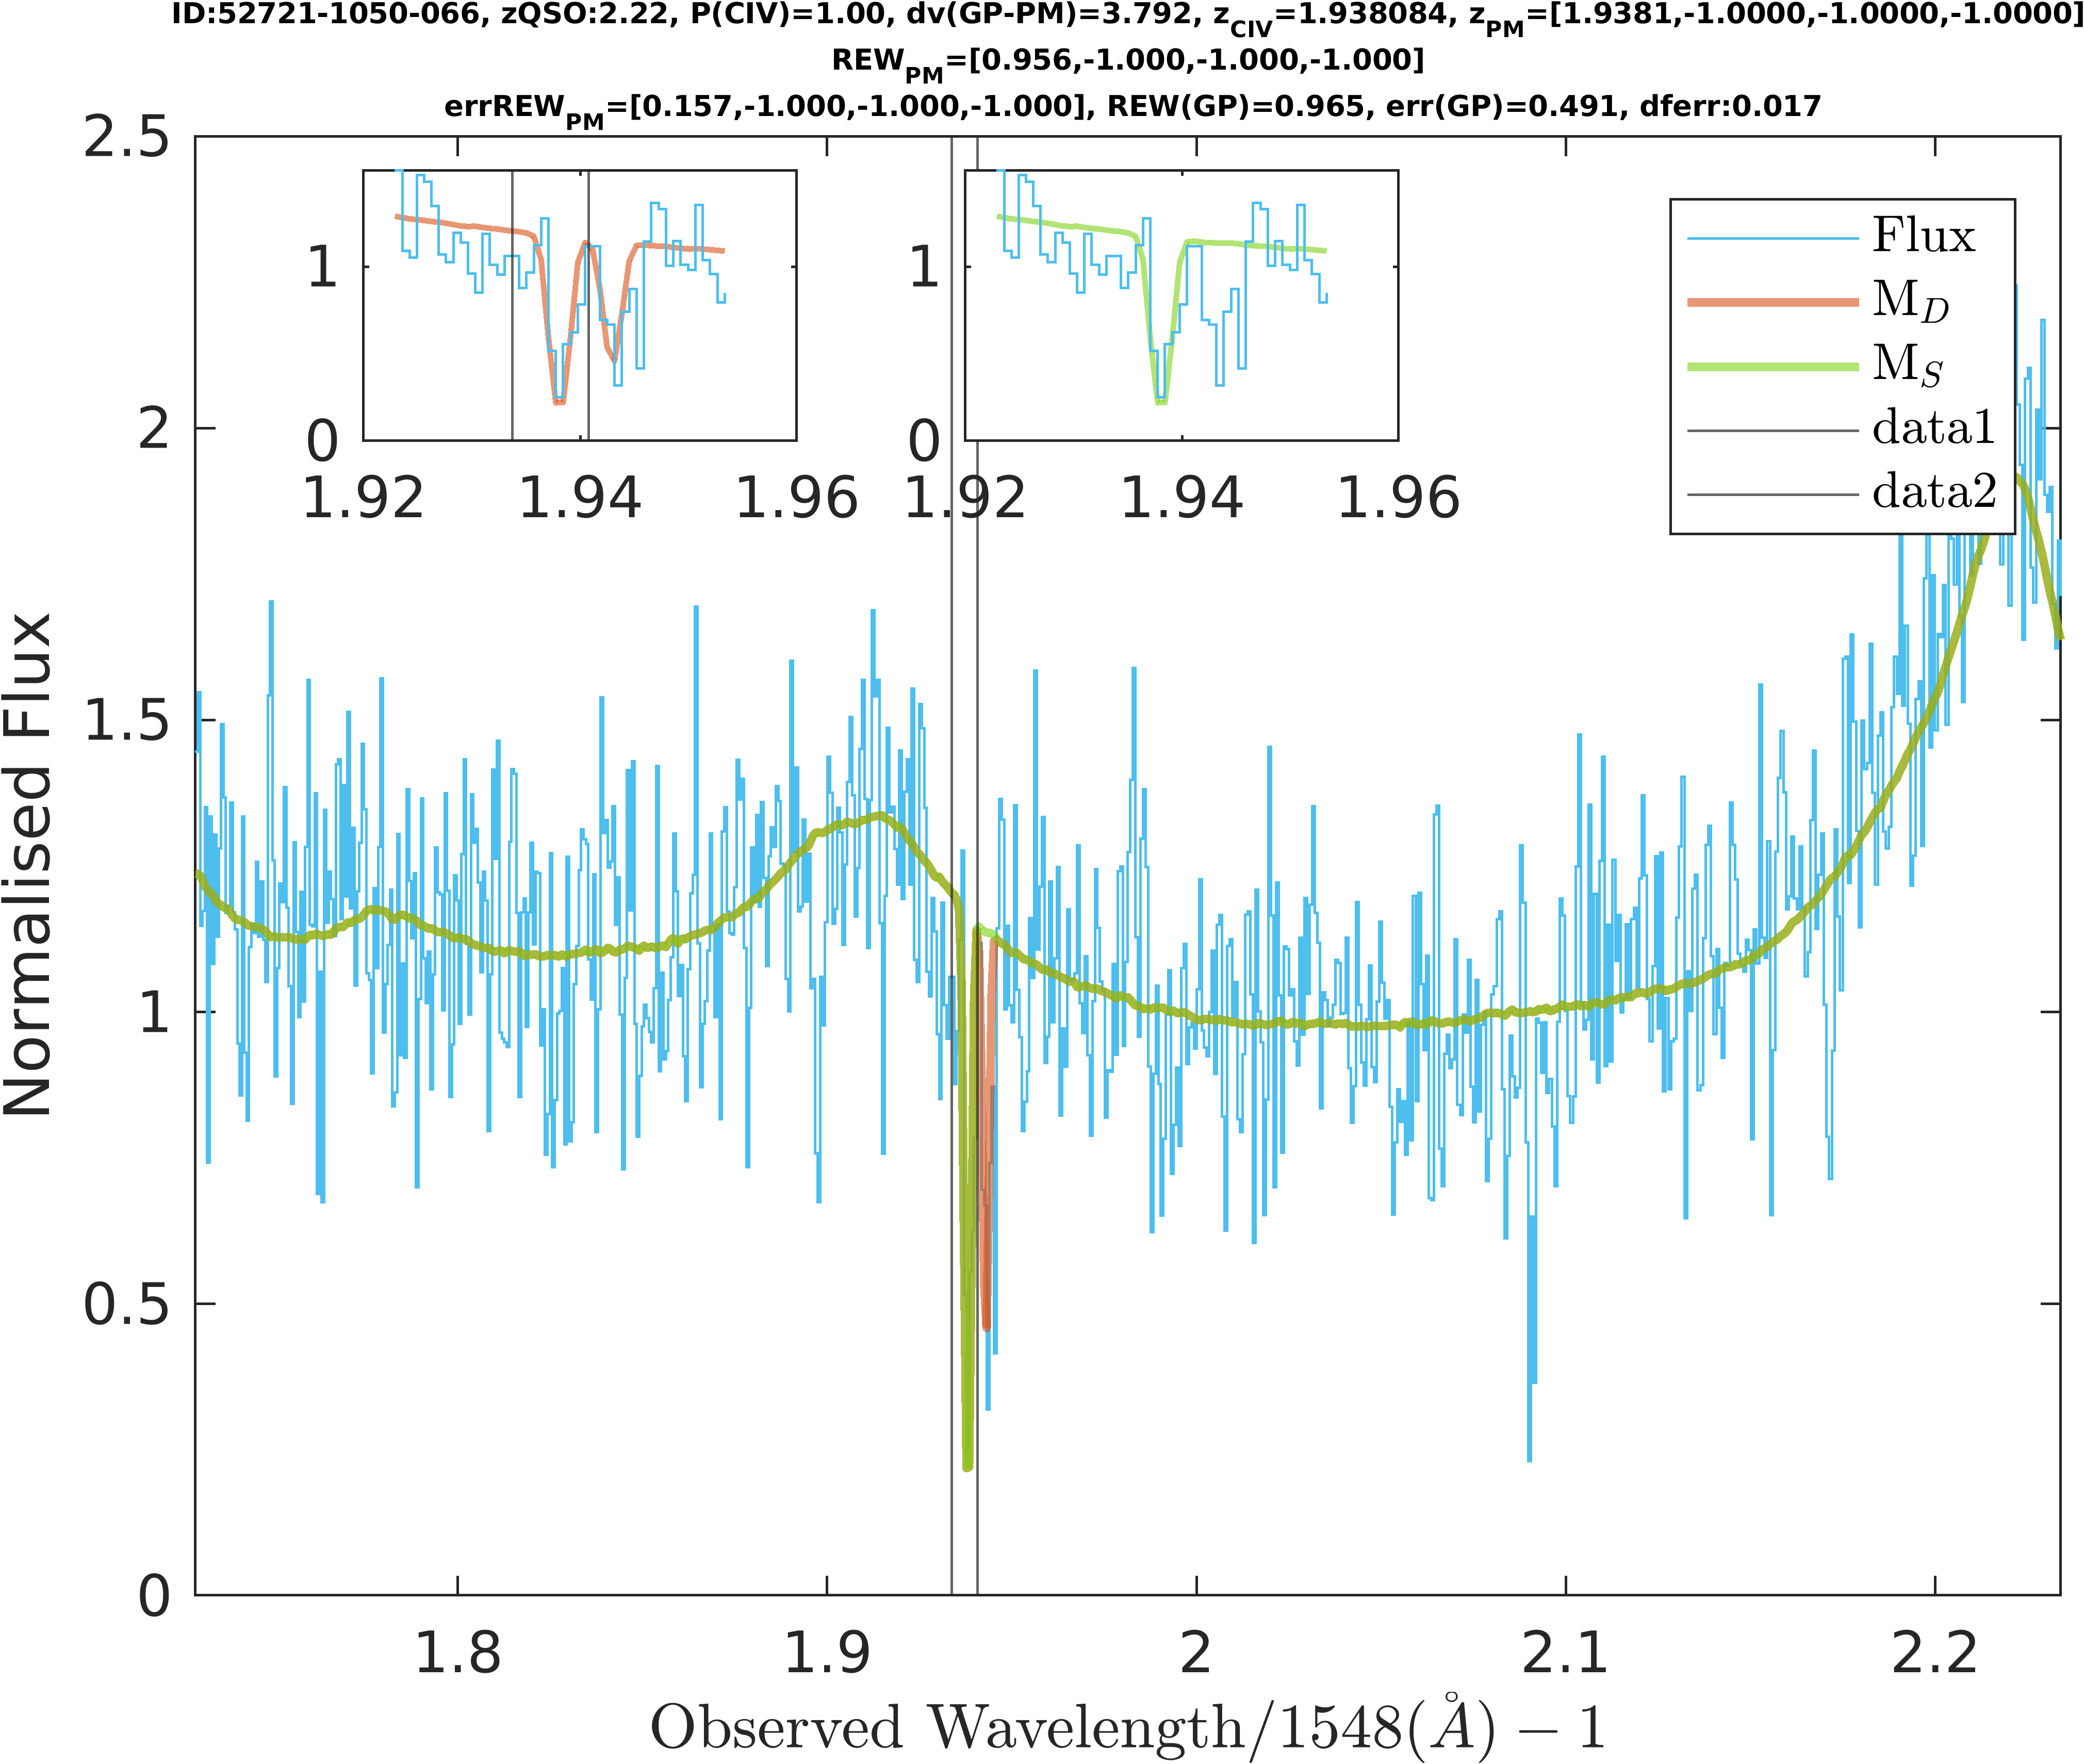 ID:52721-1050-066, zQSO:2.22, P(CIV)=1.00, dv(GP-PM)=3.792, zCIV=1.938084, zPM=[1.9381,-1.0000,-1.0000,-1.0000]
REWPM=[0.956,-1.000,-1.000,-1.000]
errREWPM=[0.157,-1.000,-1.000,-1.000], REW(GP)=0.965, err(GP)=0.491, dferr:0.017
2.5
2
1.5
1
0.5
0
Normalised Flux
1
0
1.92 1.94 1.96
1
0
1.92 1.94 1.96
Flux
MD
MS
data1
data2
1.8 1.9 2 2.1 2.2
Observed Wavelength/1548(Å) − 1